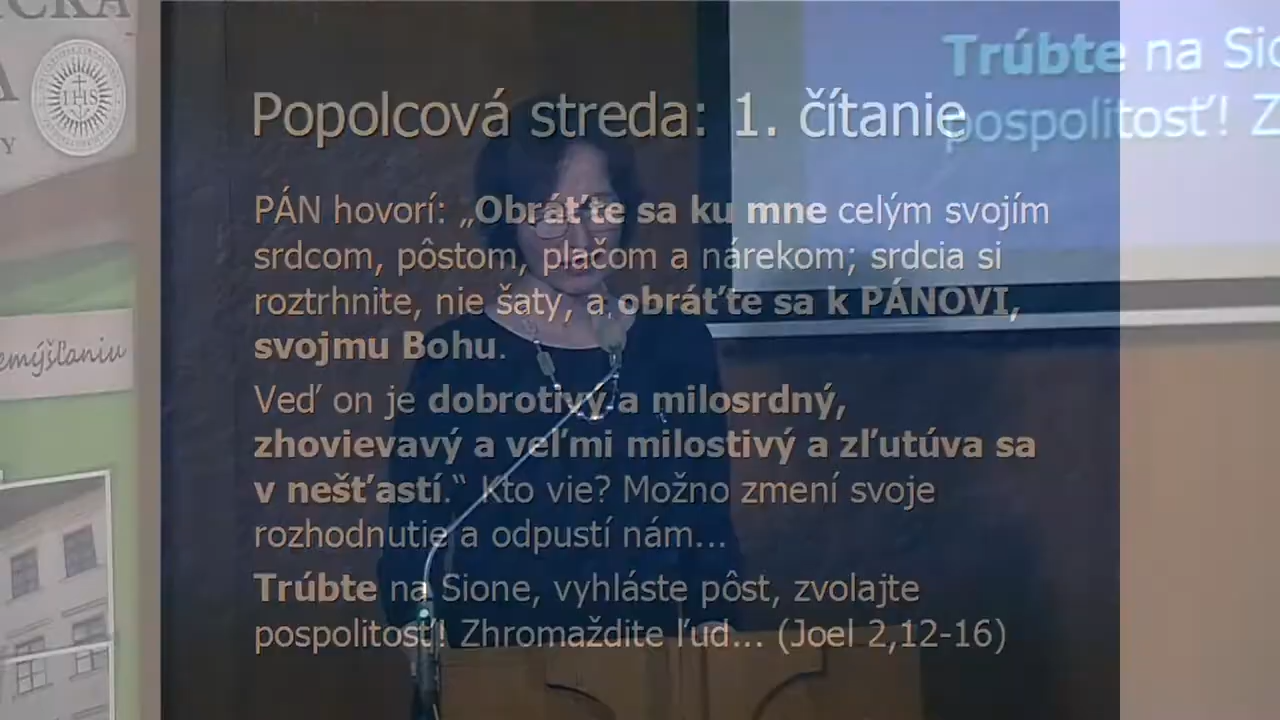 IHS
Y
emýšľaniu
Trúbte na Sio
pospolitosť! Z
Popolcová streda: 1. čítanie
PÁN hovorí: „Obráťte sa ku mne celým svojím
srdcom, pôstom, plačom a nárekom; srdcia si
roztrhnite, nie šaty, a obráťte sa k PÁNOVI,
svojmu Bohu.
Veď on je dobrotivý a milosrdný,
zhovievavý a veľmi milostivý a zľutúva sa
v nešťastí.“ Kto vie? Možno zmení svoje
rozhodnutie a odpustí nám...
Trúbte na Sione, vyhláste pôst, zvolajte
pospolitosť! Zhromaždite ľud... (Joel 2,12-16)